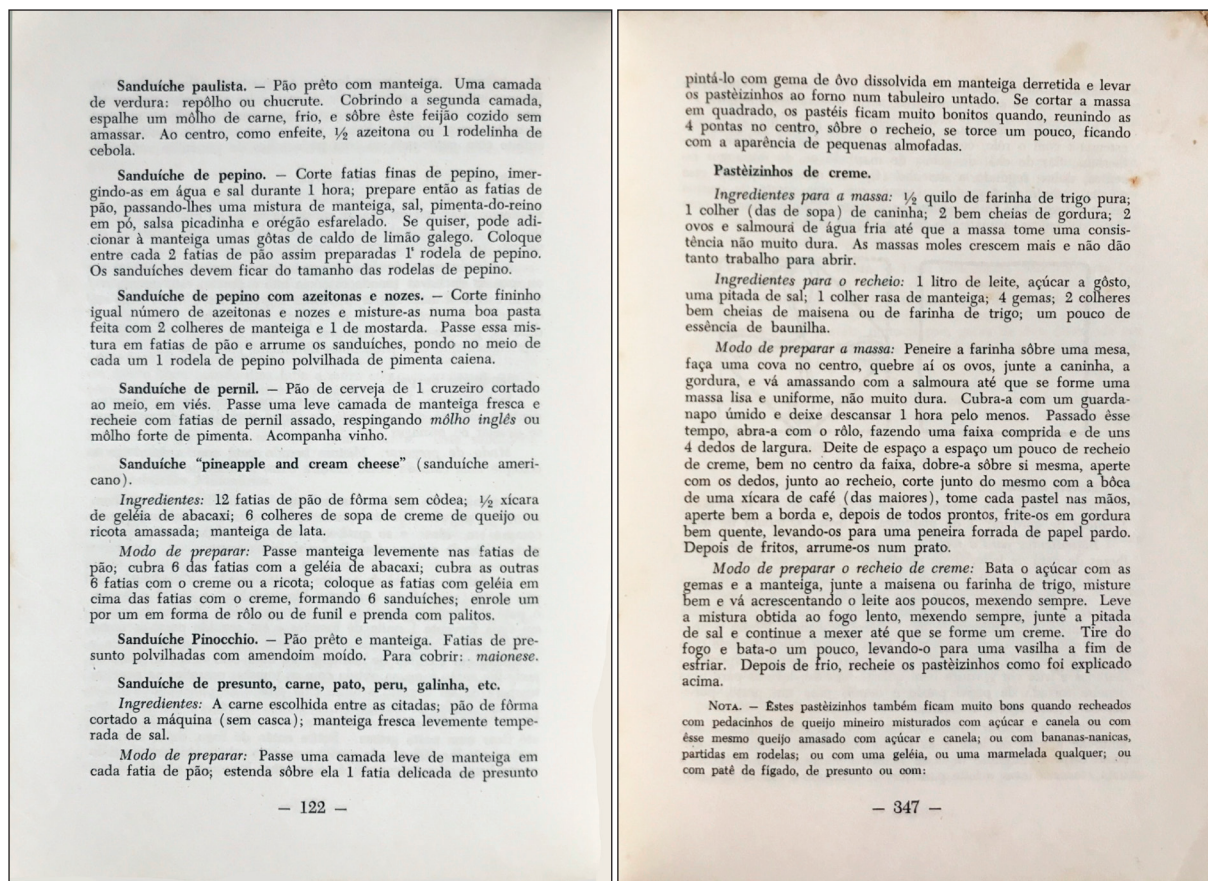 Sanduíche paulista. — Pão prêto com manteiga. Uma camada
de verdura: repôlho ou chucrute. Cobrindo a segunda camada,
espalhe um môlho de carne, frio, e sôbre êste feijão cozido sem
amassar. Ao centro, como enfeite, ½ azeitona ou 1 rodelinha de
cebola.
Sanduíche de pepino. — Corte fatias finas de pepino, imer-
gindo-as em água e sal durante 1 hora; prepare então as fatias de
pão, passando-lhes uma mistura de manteiga, sal, pimenta-do-reino
em pó, salsa picadinha e orégão esfarelado. Se quiser, pode adi-
cionar à manteiga umas gôtas de caldo de limão galego. Coloque
entre cada 2 fatias de pão assim preparadas 1 rodela de pepino.
Os sanduíches devem ficar do tamanho das rodelas de pepino.
Sanduíche de pepino com azeitonas e nozes. — Corte fininho
igual número de azeitonas e nozes e misture-as numa boa pasta
feita com 2 colheres de manteiga e 1 de mostarda. Passe essa mis-
tura em fatias de pão e arrume os sanduíches, pondo no meio de
cada um 1 rodela de pepino polvilhada de pimenta caiena.
Sanduíche de pernil. — Pão de cerveja de 1 cruzeiro cortado
ao meio, em viés. Passe uma leve camada de manteiga fresca e
recheie com fatias de pernil assado, respingando môlho inglês ou
môlho forte de pimenta. Acompanha vinho.
Sanduíche “pineapple and cream cheese” (sanduíche ameri-
cano).
Ingredientes: 12 fatias de pão de fôrma sem côdea; ½ xícara
de geléia de abacaxi; 6 colheres de sopa de creme de queijo ou
ricota amassada; manteiga de lata.
Modo de preparar: Passe manteiga levemente nas fatias de
pão; cubra 6 das fatias com a geléia de abacaxi; cubra as outras
6 fatias com o creme ou a ricota; coloque as fatias com geléia em
cima das fatias com o creme, formando 6 sanduíches; enrole um
por um em forma de rôlo ou de funil e prenda com palitos.
Sanduíche Pinocchio. — Pão prêto e manteiga. Fatias de pre-
sunto polvilhadas com amendoim moído. Para cobrir: maionese.
Sanduíche de presunto, carne, pato, peru, galinha, etc.
Ingredientes: A carne escolhida entre as citadas; pão de fôrma
cortado a máquina (sem casca); manteiga fresca levemente tempe-
rada de sal.
Modo de preparar: Passe uma camada leve de manteiga em
cada fatia de pão; estenda sôbre ela 1 fatia delicada de presunto
— 122 —
pintá-lo com gema de ôvo dissolvida em manteiga derretida e levar
os pastèizinhos ao forno num tabuleiro untado. Se cortar a massa
em quadrado, os pastéis ficam muito bonitos quando, reunindo as
4 pontas no centro, sôbre o recheio, se torce um pouco, ficando
com a aparência de pequenas almofadas.
Pastèizinhos de creme.
Ingredientes para a massa: ½ quilo de farinha de trigo pura;
1 colher (das de sopa) de caninha; 2 bem cheias de gordura; 2
ovos e salmoura de água fria até que a massa tome uma consis-
tência não muito dura. As massas moles crescem mais e não dão
tanto trabalho para abrir.
Ingredientes para o recheio: 1 litro de leite, açúcar a gôsto,
uma pitada de sal; 1 colher rasa de manteiga; 4 gemas; 2 colheres
bem cheias de maisena ou de farinha de trigo; um pouco de
essência de baunilha.
Modo de preparar a massa: Peneire a farinha sôbre uma mesa,
faça uma cova no centro, quebre aí os ovos, junte a caninha, a
gordura, e vá amassando com a salmoura até que se forme uma
massa lisa e uniforme, não muito dura. Cubra-a com um guarda-
napo úmido e deixe descansar 1 hora pelo menos. Passado êsse
tempo, abra-a com o rôlo, fazendo uma faixa comprida e de uns
4 dedos de largura. Deite de espaço a espaço um pouco de recheio
de creme, bem no centro da faixa, dobre-a sôbre si mesma, aperte
com os dedos, junto ao recheio, corte junto do mesmo com a bôca
de uma xícara de café (das maiores), tome cada pastel nas mãos,
aperte bem a borda e, depois de todos prontos, frite-os em gordura
bem quente, levando-os para uma peneira forrada de papel pardo.
Depois de fritos, arrume-os num prato.
Modo de preparar o recheio de creme: Bata o açúcar com as
gemas e a manteiga, junte a maisena ou farinha de trigo, misture
bem e vá acrescentando o leite aos poucos, mexendo sempre. Leve
a mistura obtida ao fogo lento, mexendo sempre, junte a pitada
de sal e continue a mexer até que se forme um creme. Tire do
fogo e bata-o um pouco, levando-o para uma vasilha a fim de
esfriar. Depois de frio, recheie os pastèizinhos como foi explicado
acima.
NOTA. — Êstes pastèizinhos também ficam muito bons quando recheados
com pedacinhos de queijo mineiro misturados com açúcar e canela ou com
êsse mesmo queijo amasado com açúcar e canela; ou com bananas-nanicas,
partidas em rodelas; ou com uma geléia, ou uma marmelada qualquer; ou
com patê de fígado, de presunto ou com:
— 347 —